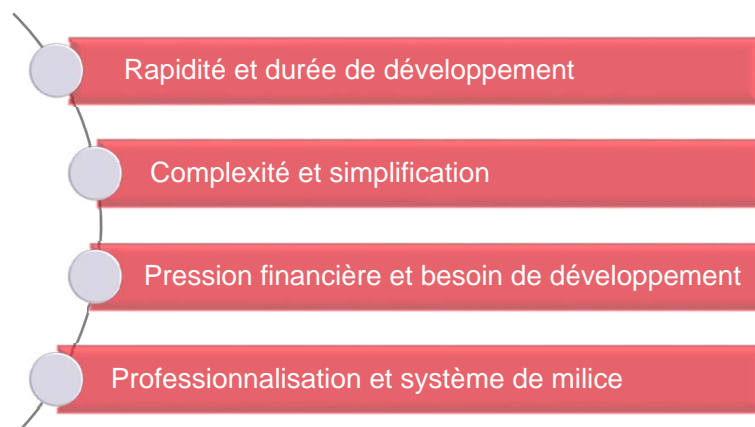 Rapidité et durée de développement
Complexité et simplification
Pression financière et besoin de développement
Professionnalisation et système de milice